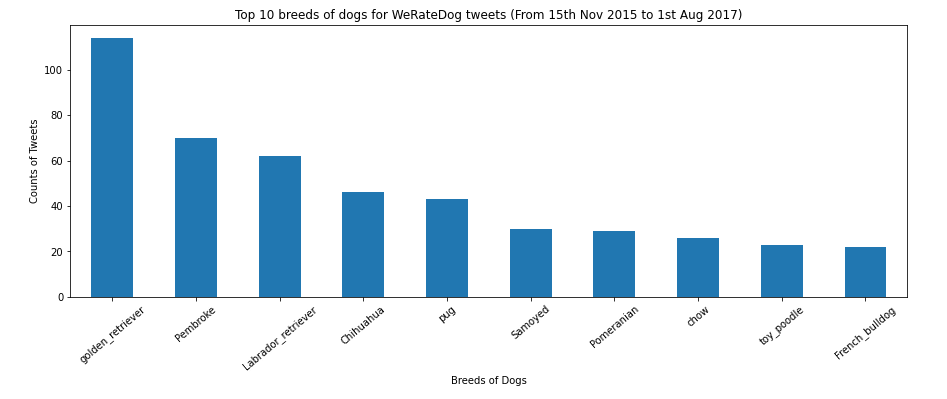 Top 10 breeds of dogs for WeRateDog tweets (From 15th Nov 2015 to 1st Aug 2017)
Counts of Tweets
100
80
60
40
20
0
golden_retriever
Pembroke
Labrador_retriever
Chihuahua
pug
Samoyed
Pomeranian
chow
toy_poodle
French_bulldog
Breeds of Dogs